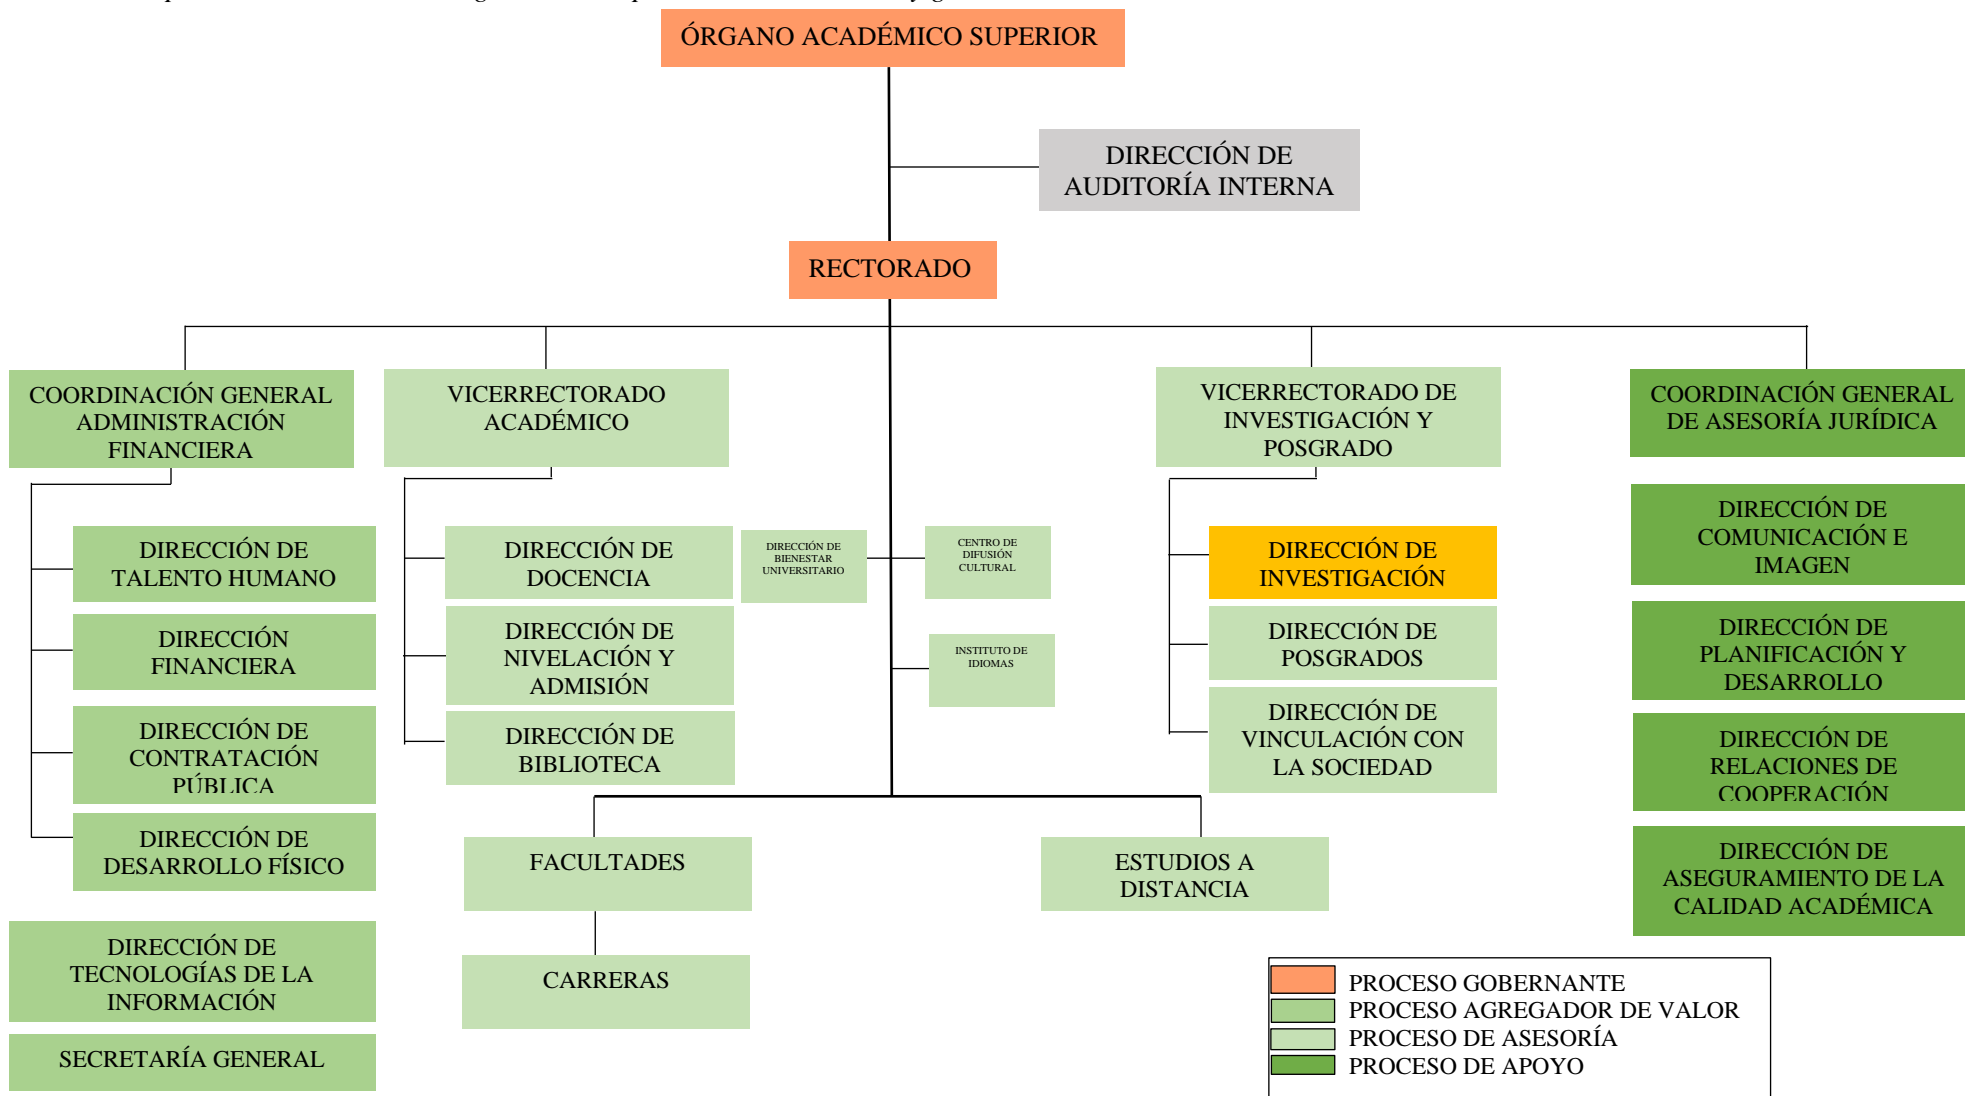 ÓRGANO ACADÉMICO SUPERIOR
DIRECCIÓN DE
AUDITORÍA INTERNA
RECTORADO
COORDINACIÓN GENERAL
ADMINISTRACIÓN
FINANCIERA
VICERRECTORADO
ACADÉMICO
VICERRECTORADO DE
INVESTIGACIÓN Y
POSGRADO
COORDINACIÓN GENERAL
DE ASESORÍA JURÍDICA
DIRECCIÓN DE
TALENTO HUMANO
DIRECCIÓN
FINANCIERA
DIRECCIÓN DE
CONTRATACIÓN
PÚBLICA
DIRECCIÓN DE
DESARROLLO FÍSICO
DIRECCIÓN DE
TECNOLOGÍAS DE LA
INFORMACIÓN
SECRETARÍA GENERAL
DIRECCIÓN DE
DOCENCIA
DIRECCIÓN DE
NIVELACIÓN Y
ADMISIÓN
DIRECCIÓN DE
BIBLIOTECA
DIRECCIÓN DE
BIENESTAR
UNIVERSITARIO
CENTRO DE
DIFUSIÓN
CULTURAL
INSTITUTO DE
IDIOMAS
FACULTADES
CARRERAS
ESTUDIOS A
DISTANCIA
DIRECCIÓN DE
INVESTIGACIÓN
DIRECCIÓN DE
POSGRADOS
DIRECCIÓN DE
VINCULACIÓN CON
LA SOCIEDAD
DIRECCIÓN DE
COMUNICACIÓN E
IMAGEN
DIRECCIÓN DE
PLANIFICACIÓN Y
DESARROLLO
DIRECCIÓN DE
RELACIONES DE
COOPERACIÓN
DIRECCIÓN DE
ASEGURAMIENTO DE LA
CALIDAD ACADÉMICA
PROCESO GOBERNANTE
PROCESO AGREGADOR DE VALOR
PROCESO DE ASESORÍA
PROCESO DE APOYO